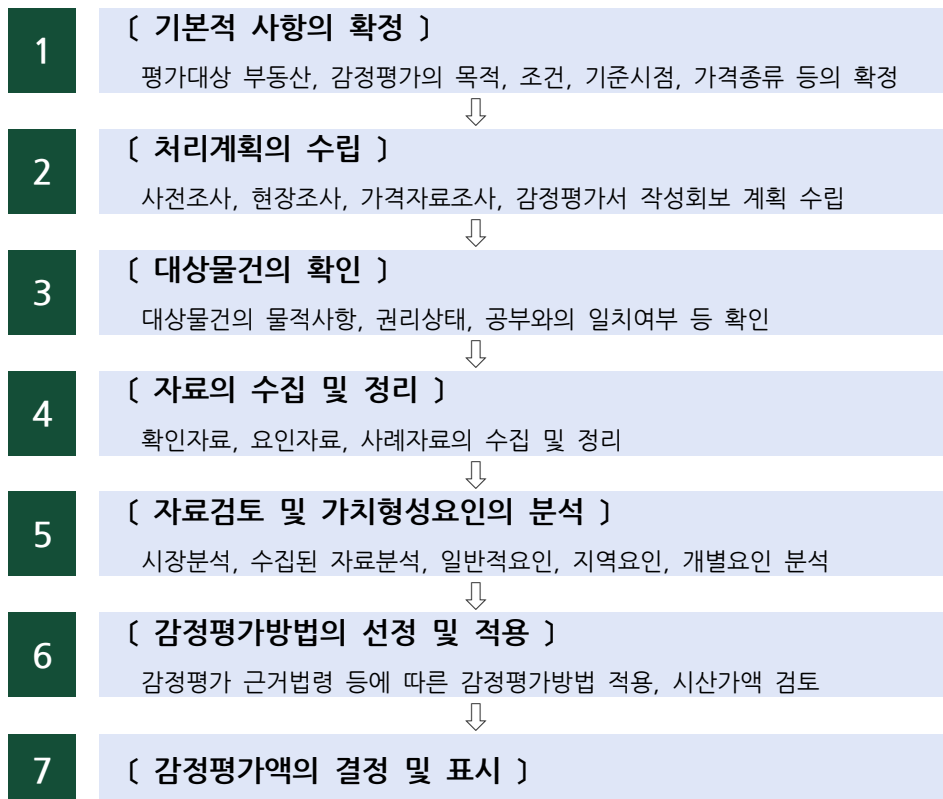 1
〔 기본적 사항의 확정 〕
평가대상 부동산, 감정평가의 목적, 조건, 기준시점, 가격종류 등의 확정
2
〔 처리계획의 수립 〕
사전조사, 현장조사, 가격자료조사, 감정평가서 작성회보 계획 수립
3
〔 대상물건의 확인 〕
대상물건의 물적사항, 권리상태, 공부와의 일치여부 등 확인
4
〔 자료의 수집 및 정리 〕
확인자료, 요인자료, 사례자료의 수집 및 정리
5
〔 자료검토 및 가치형성요인의 분석 〕
시장분석, 수집된 자료분석, 일반적요인, 지역요인, 개별요인 분석
6
〔 감정평가방법의 선정 및 적용 〕
감정평가 근거법령 등에 따른 감정평가방법 적용, 시산가액 검토
7
〔 감정평가액의 결정 및 표시 〕